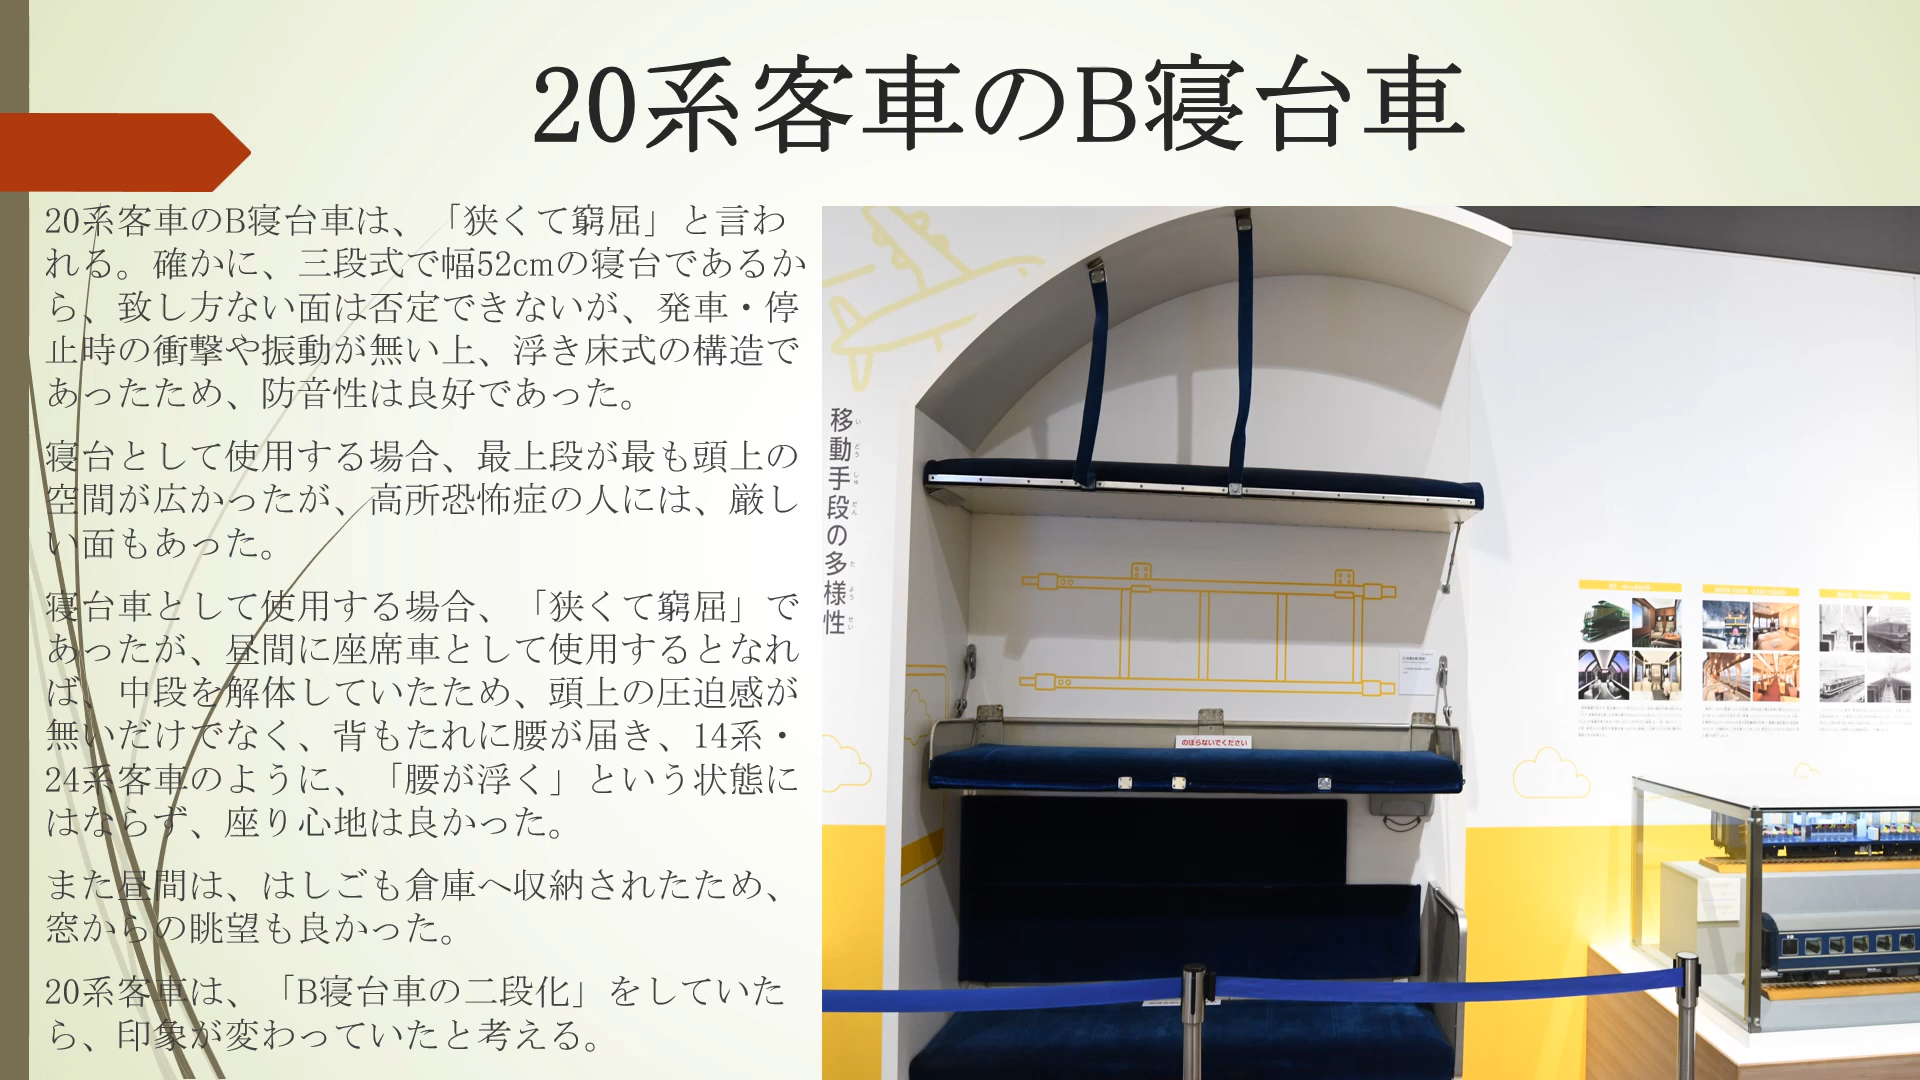 20系客車のB寝台車
20系客車のB寝台車は、「狭くて窮屈」と言わ
れる。確かに、三段式で幅52cmの寝台であるか
ら、致し方ない面は否定できないが、発車・停
止時の衝撃や振動が無い上、浮き床式の構造で
あったため、防音性は良好であった。
寝台として使用する場合、最上段が最も頭上の
空間が広かったが、高所恐怖症の人には、厳し
い面もあった。
寝台車として使用する場合、「狭くて窮屈」で
あったが、昼間に座席車として使用するとなれ
ば、中段を解体していたため、頭上の圧迫感が
無いだけでなく、背もたれに腰が届き、14系・
24系客車のように、「腰が浮く」という状態に
はならず、座り心地は良かった。
また昼間は、はしごも倉庫へ収納されたため、
窓からの眺望も良かった。
20系客車は、「B寝台車の二段化」をしていた
ら、印象が変わっていたと考える。
移動手段の多様性
のぼらないでください